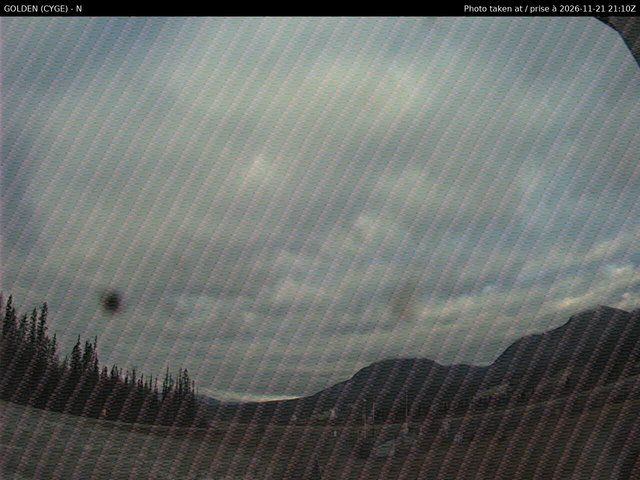 GOLDEN (CYGE) - N
Photo taken at / prise à 2026-11-21 21:10Z